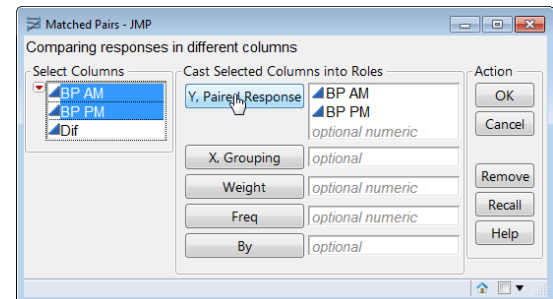 Matched Pairs - JMP
Comparing responses in different columns
Select Columns
BP AM
BP PM
Dif
Cast Selected Columns into Roles
Y, Paired Response
BP AM
BP PM
optional numeric
X, Grouping
optional
Weight
optional numeric
Freq
optional numeric
By
optional
Action
OK
Cancel
Remove
Recall
Help